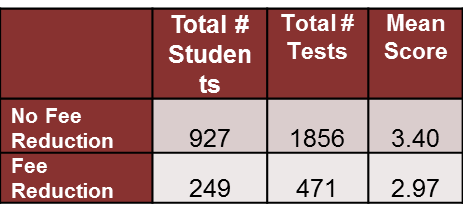 Total #
Studen
ts
Total #
Tests
Mean
Score
No Fee
Reduction
927
1856
3.40
Fee
Reduction
249
471
2.97